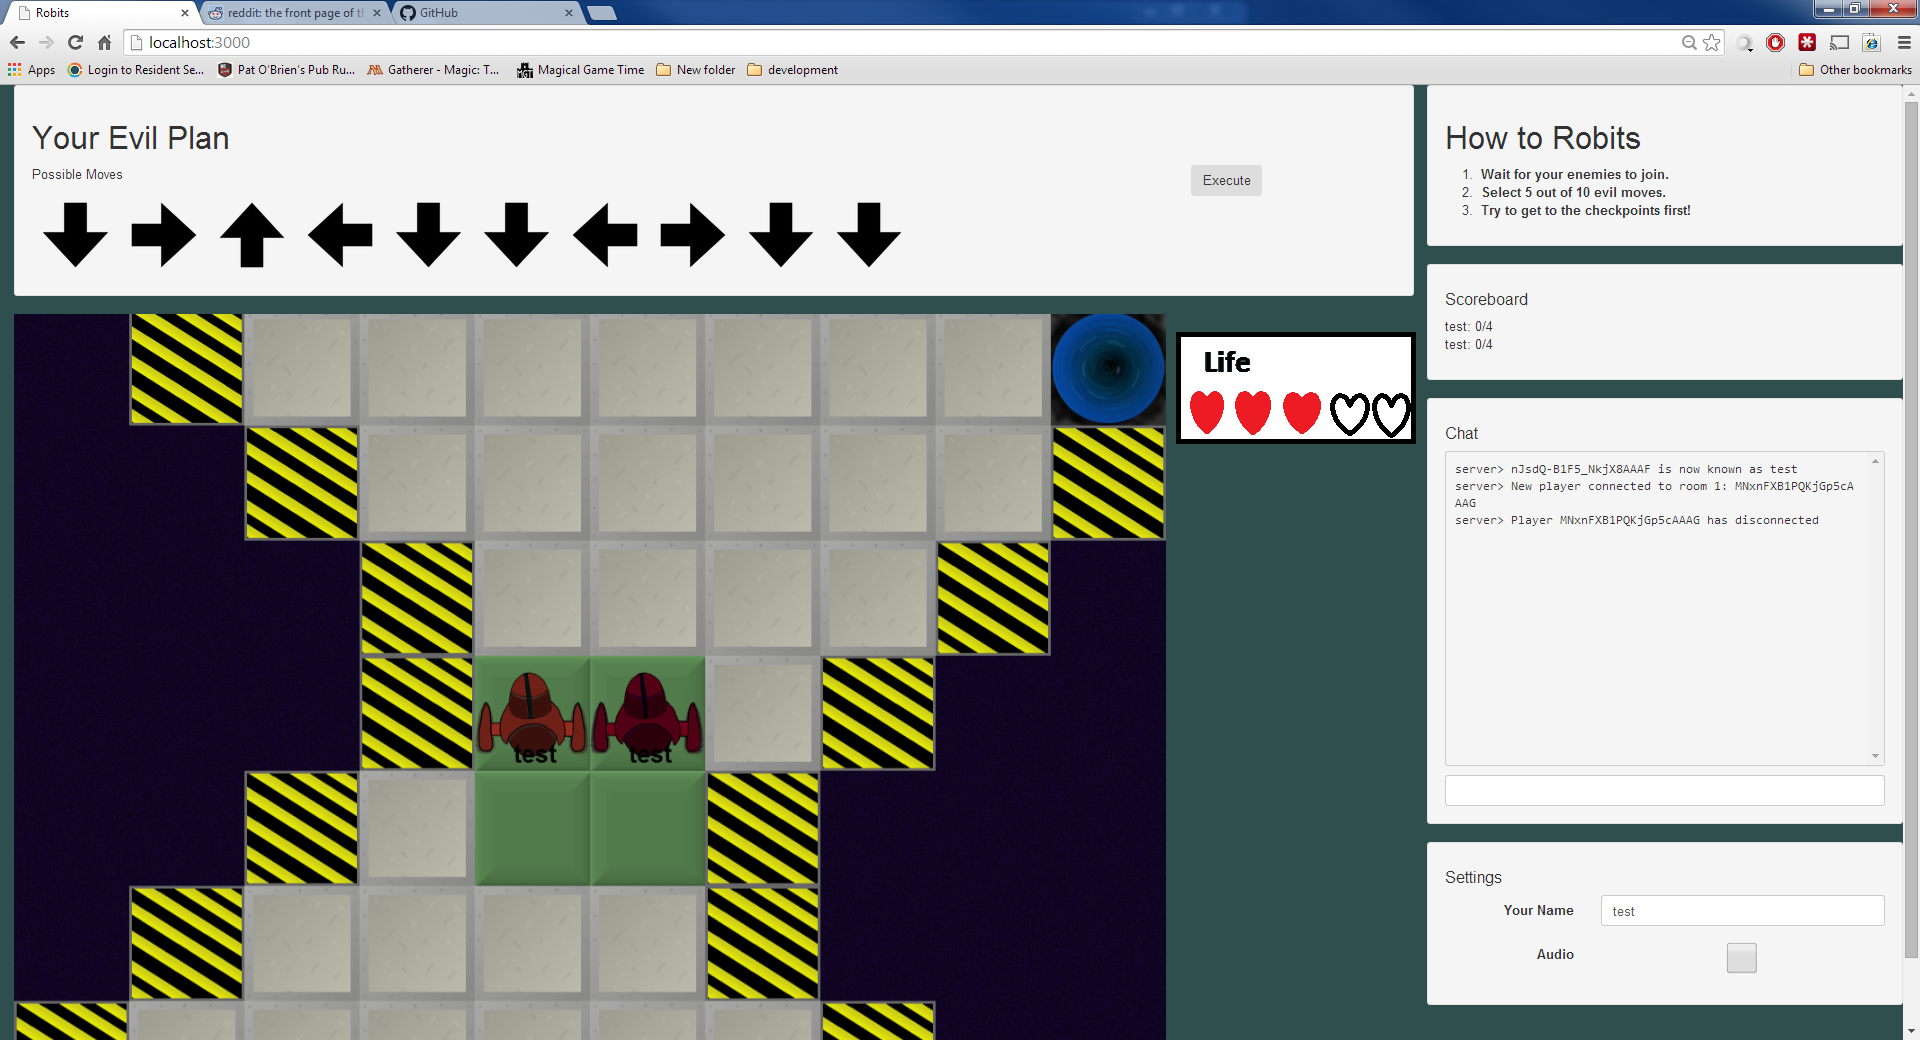 Robits
reddit: the front page of th
GitHub
localhost:3000
Apps
Login to Resident Se...
Pat O'Brien's Pub Ru...
Gatherer - Magic: T...
Magical Game Time
New folder
development
Other bookmarks
Your Evil Plan
Possible Moves
Execute
How to Robits
1. Wait for your enemies to join.
2. Select 5 out of 10 evil moves.
3. Try to get to the checkpoints first!
Life
test
test
Scoreboard
test: 0/4
test: 0/4
Chat
server> nJsdQ-B1F5_NkjX8AAAF is now known as test
server> New player connected to room 1: MNxnFXB1PQKjGp5cA
AAG
server> Player MNxnFXB1PQKjGp5cAAAG has disconnected
Settings
Your Name
test
Audio